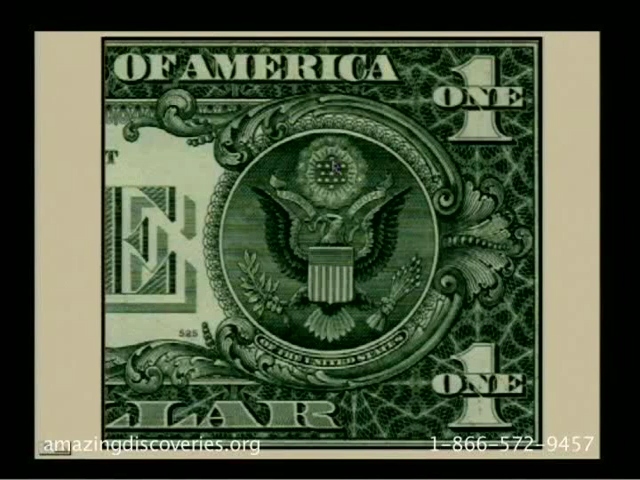 OF AMERICA
ONE
1
T
E
525
OF THE UNITED STATES
ONE
1
LLAR
amazingdiscoveries.org
1-866-572-9457